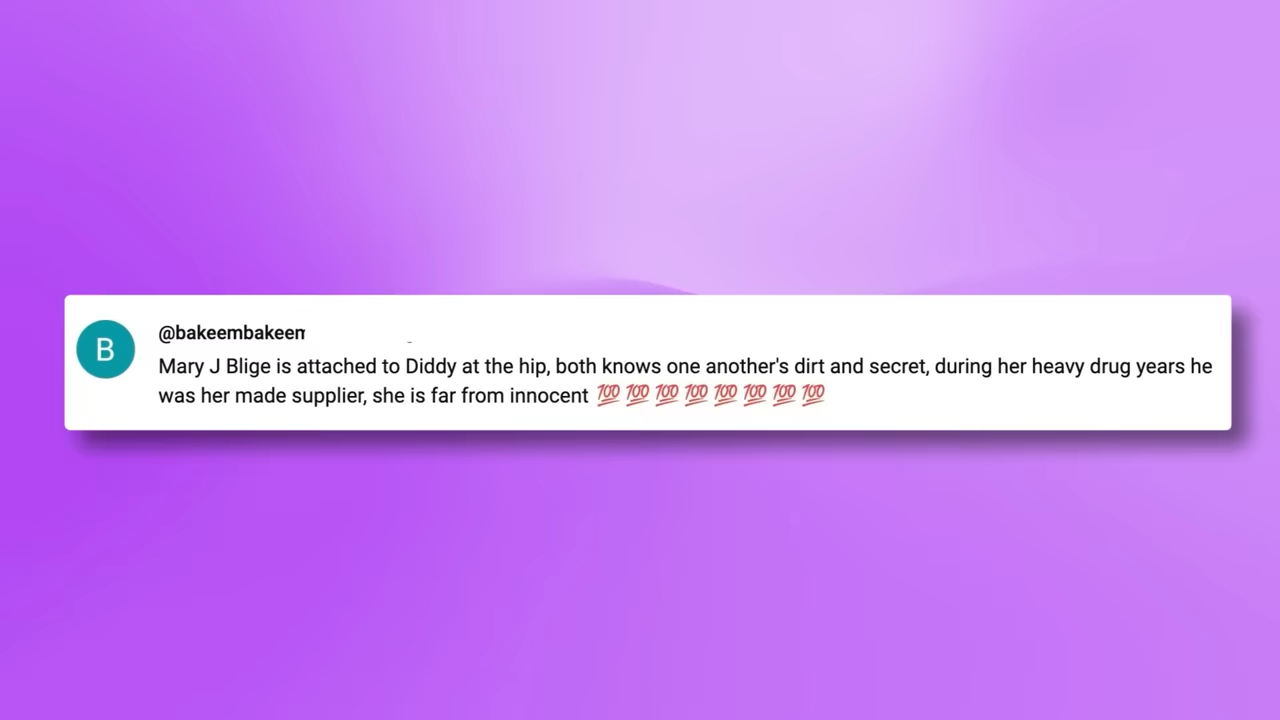 B
@bakeembakeem
Mary J Blige is attached to Diddy at the hip, both knows one another's dirt and secret, during her heavy drug years he
was her made supplier, she is far from innocent 💯💯💯💯💯💯💯💯